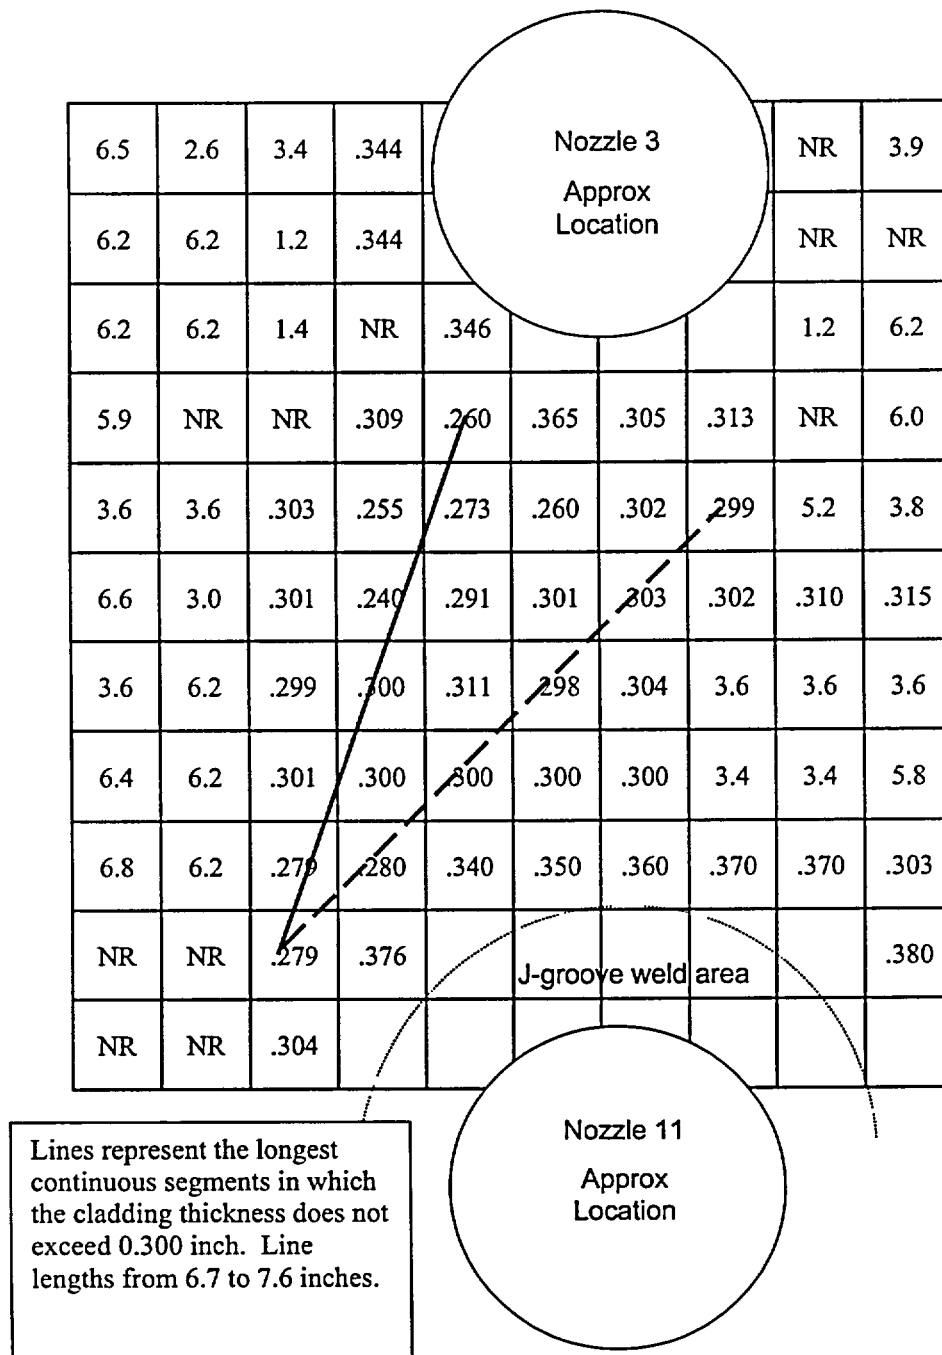 6.5 2.6 3.4 .344 Nozzle 3 NR 3.9
Approx
Location
6.2 6.2 1.2 .344 NR NR
6.2 6.2 1.4 NR .346 1.2 6.2
5.9 NR NR .309 .260 .365 .305 .313 NR 6.0
3.6 3.6 .303 .255 .273 .260 .302 .299 5.2 3.8
6.6 3.0 .301 .240 .291 .301 .303 .302 .310 .315
3.6 6.2 .299 .300 .311 .298 .304 3.6 3.6 3.6
6.4 6.2 .301 .300 .300 .300 .300 3.4 3.4 5.8
6.8 6.2 .279 .280 .340 .350 .360 .370 .370 .303
NR NR .279 .376 J-groove weld area .380
NR NR .304
Nozzle 11
Approx
Location
Lines represent the longest
continuous segments in which
the cladding thickness does not
exceed 0.300 inch. Line
lengths from 6.7 to 7.6 inches.